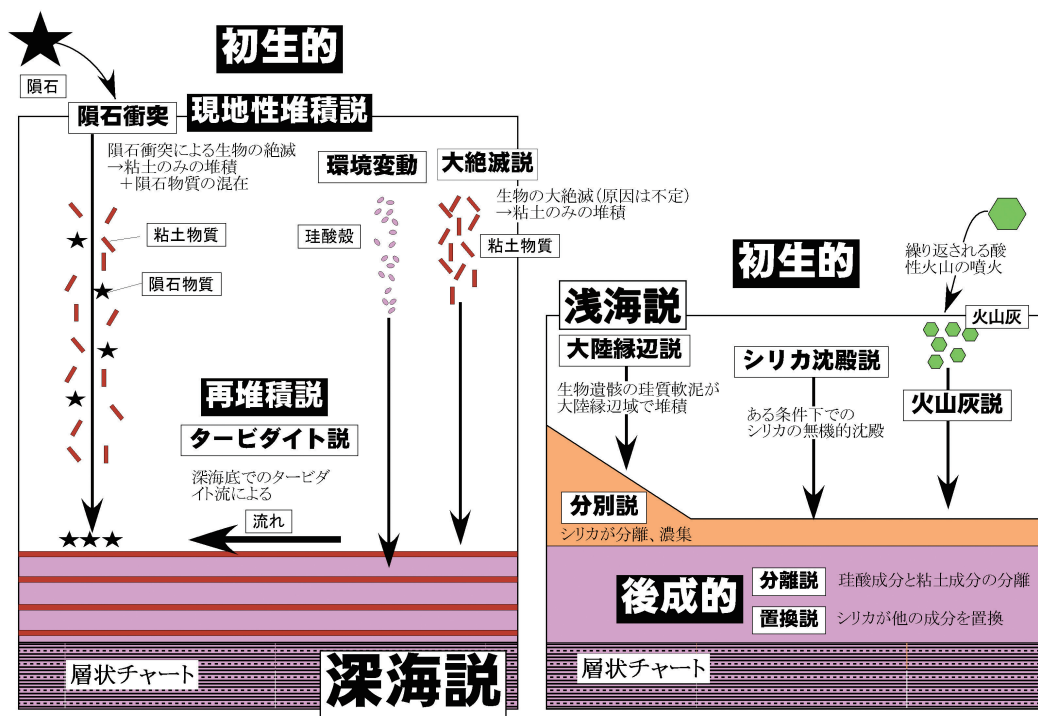 初生的
隕石
隕石衝突
現地性堆積説
隕石衝突による生物の絶滅
→粘土のみの堆積
＋隕石物質の混在
環境変動
大絶滅説
生物の大絶滅（原因は不定）
→粘土のみの堆積
珪酸殻
粘土物質
粘土物質
隕石物質
再堆積説
タービダイト説
深海底でのタービダ
イト流による
流れ
層状チャート
深海説
初生的
繰り返される酸
性火山の噴火
浅海説
火山灰
大陸縁辺説
生物遺骸の珪質軟泥が
大陸縁辺域で堆積
シリカ沈殿説
ある条件下での
シリカの無機的沈殿
火山灰説
分別説
シリカが分離、濃集
後成的
分離説
珪酸成分と粘土成分の分離
置換説
シリカが他の成分を置換
層状チャート